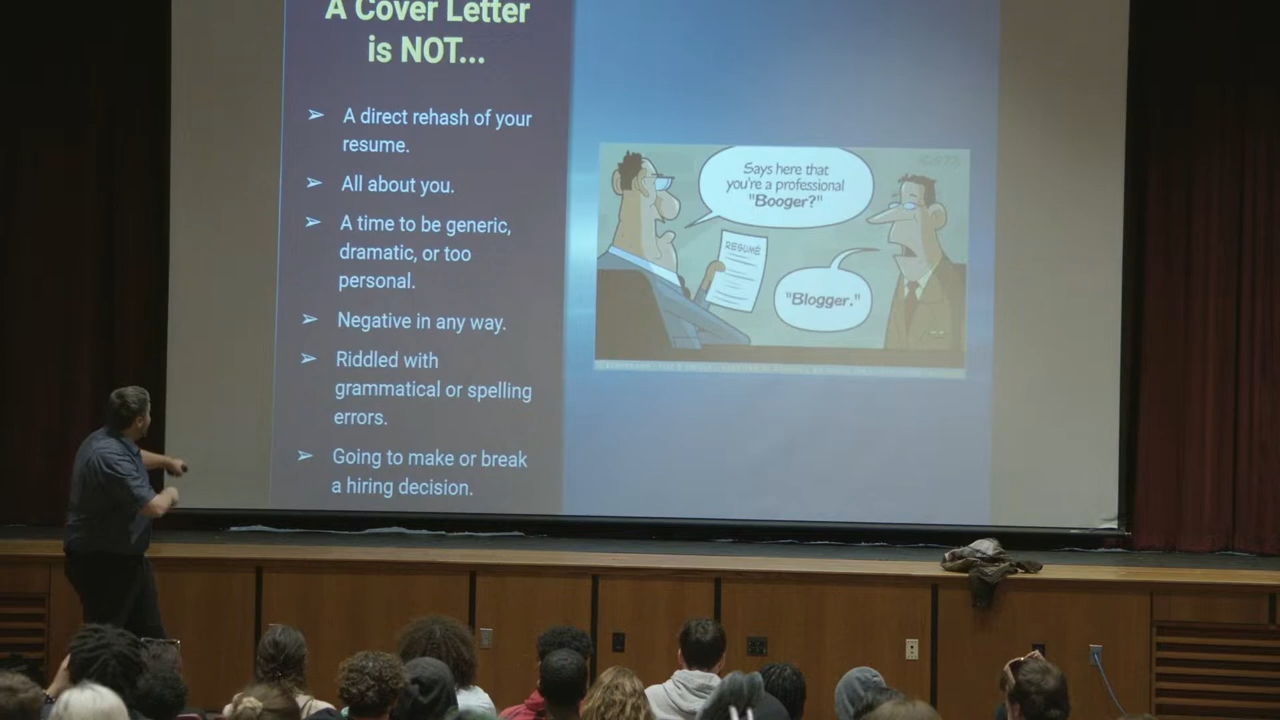 A Cover Letter
is NOT...
➢ A direct rehash of your
resume.
➢ All about you.
➢ A time to be generic,
dramatic, or too
personal.
➢ Negative in any way.
➢ Riddled with
grammatical or spelling
errors.
➢ Going to make or break
a hiring decision.
Says here that
you're a professional
"Booger?"
RESUMÉ
"Blogger."